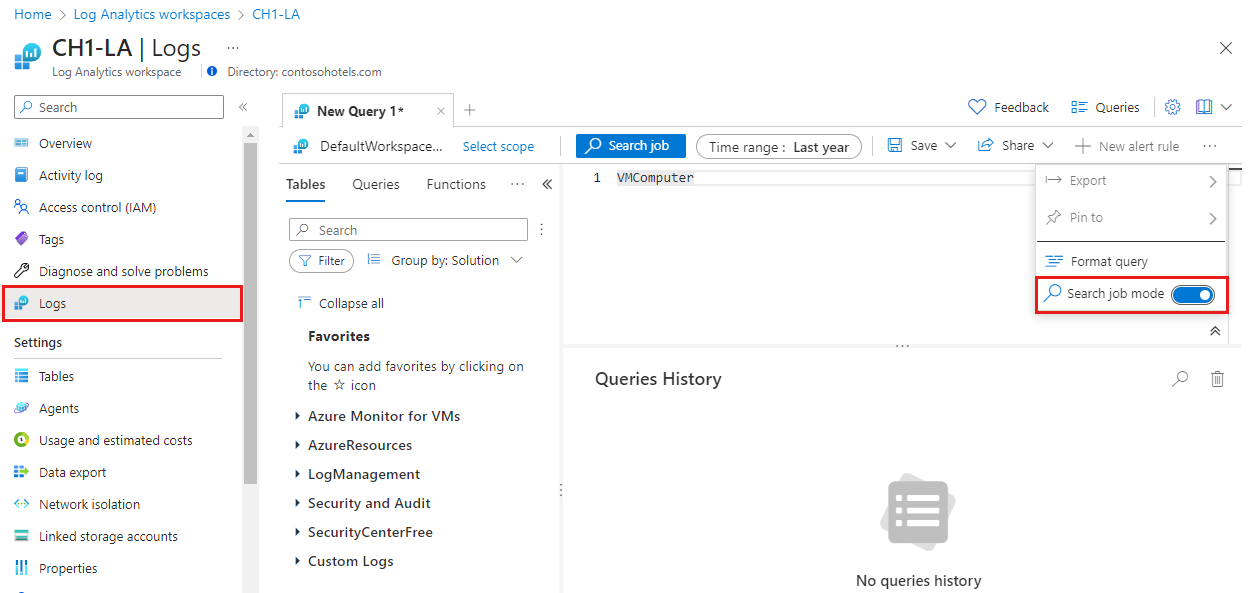 Home > Log Analytics workspaces > CH1-LA
CH1-LA | Logs ...
Log Analytics workspace
Directory: contosohotels.com
Search
Overview
Activity log
Access control (IAM)
Tags
Diagnose and solve problems
Logs
Settings
Tables
Agents
Usage and estimated costs
Data export
Network isolation
Linked storage accounts
Properties
New Query 1*
Feedback
Queries
DefaultWorkspace...
Select scope
Search job
Time range : Last year
Save
Share
New alert rule
...
Tables
Queries
Functions
...
Search
Filter
Group by: Solution
Collapse all
Favorites
You can add favorites by clicking on
the ☆ icon
Azure Monitor for VMs
AzureResources
LogManagement
Security and Audit
SecurityCenterFree
Custom Logs
1 VMComputer
Export
Pin to
Format query
Search job mode
...
Queries History
No queries history